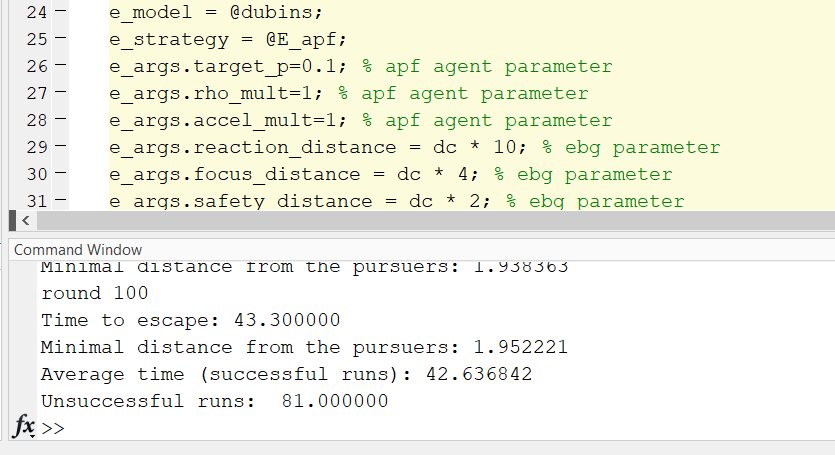 24 — e_model = @dubins;
25 — e_strategy = @E_apf;
26 — e_args.target_p=0.1; % apf agent parameter
27 — e_args.rho_mult=1; % apf agent parameter
28 — e_args.accel_mult=1; % apf agent parameter
29 — e_args.reaction_distance = dc * 10; % ebg parameter
30 — e_args.focus_distance = dc * 4; % ebg parameter
31 — e_args.safety_distance = dc * 2; % ebg parameter
<
Command Window
Minimal distance from the pursuers: 1.938363
round 100
Time to escape: 43.300000
Minimal distance from the pursuers: 1.952221
Average time (successful runs): 42.636842
Unsuccessful runs:  81.000000
fx >>